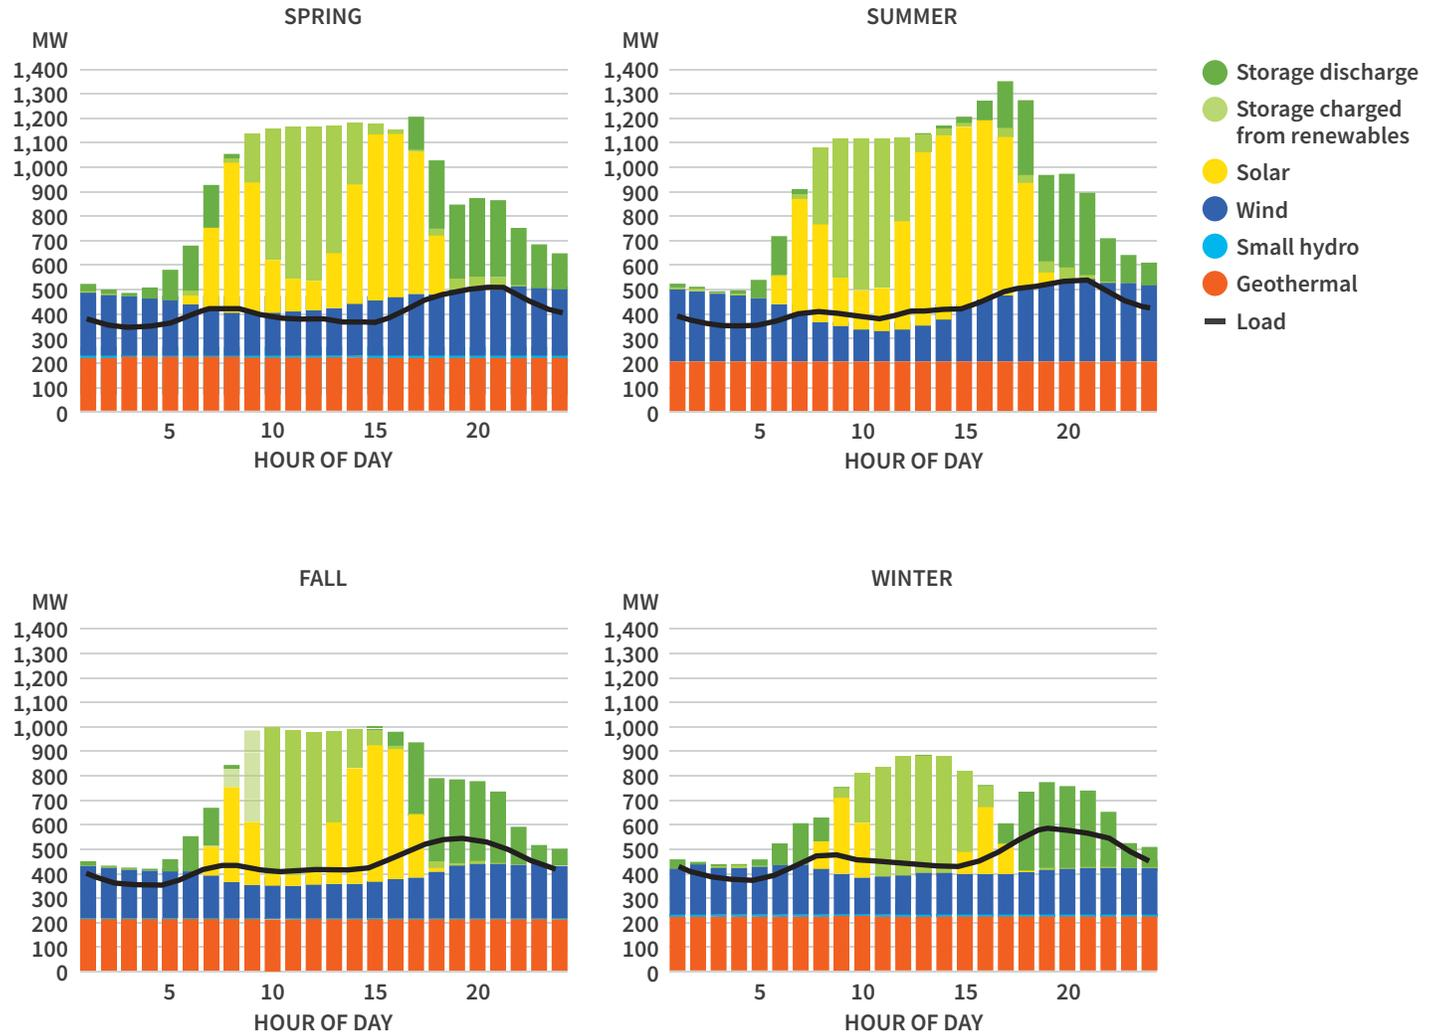 SPRING
MW
1,400
1,300
1,200
1,100
1,000
900
800
700
600
500
400
300
200
100
0
5 10 15 20
HOUR OF DAY
SUMMER
MW
1,400
1,300
1,200
1,100
1,000
900
800
700
600
500
400
300
200
100
0
5 10 15 20
HOUR OF DAY
Storage discharge
Storage charged
from renewables
Solar
Wind
Small hydro
Geothermal
Load
FALL
MW
1,400
1,300
1,200
1,100
1,000
900
800
700
600
500
400
300
200
100
0
5 10 15 20
HOUR OF DAY
WINTER
MW
1,400
1,300
1,200
1,100
1,000
900
800
700
600
500
400
300
200
100
0
5 10 15 20
HOUR OF DAY